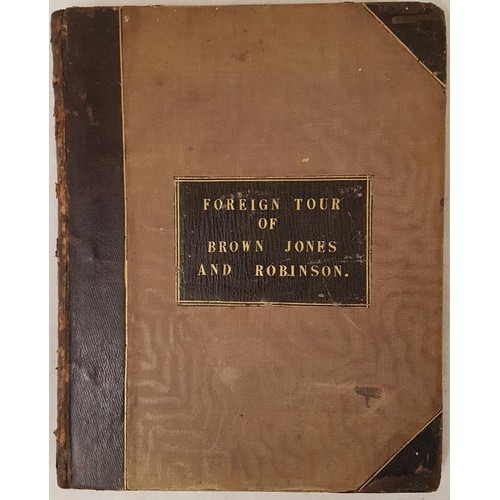 FOREIGN TOUR
OF
BROWN JONES
AND ROBINSON.